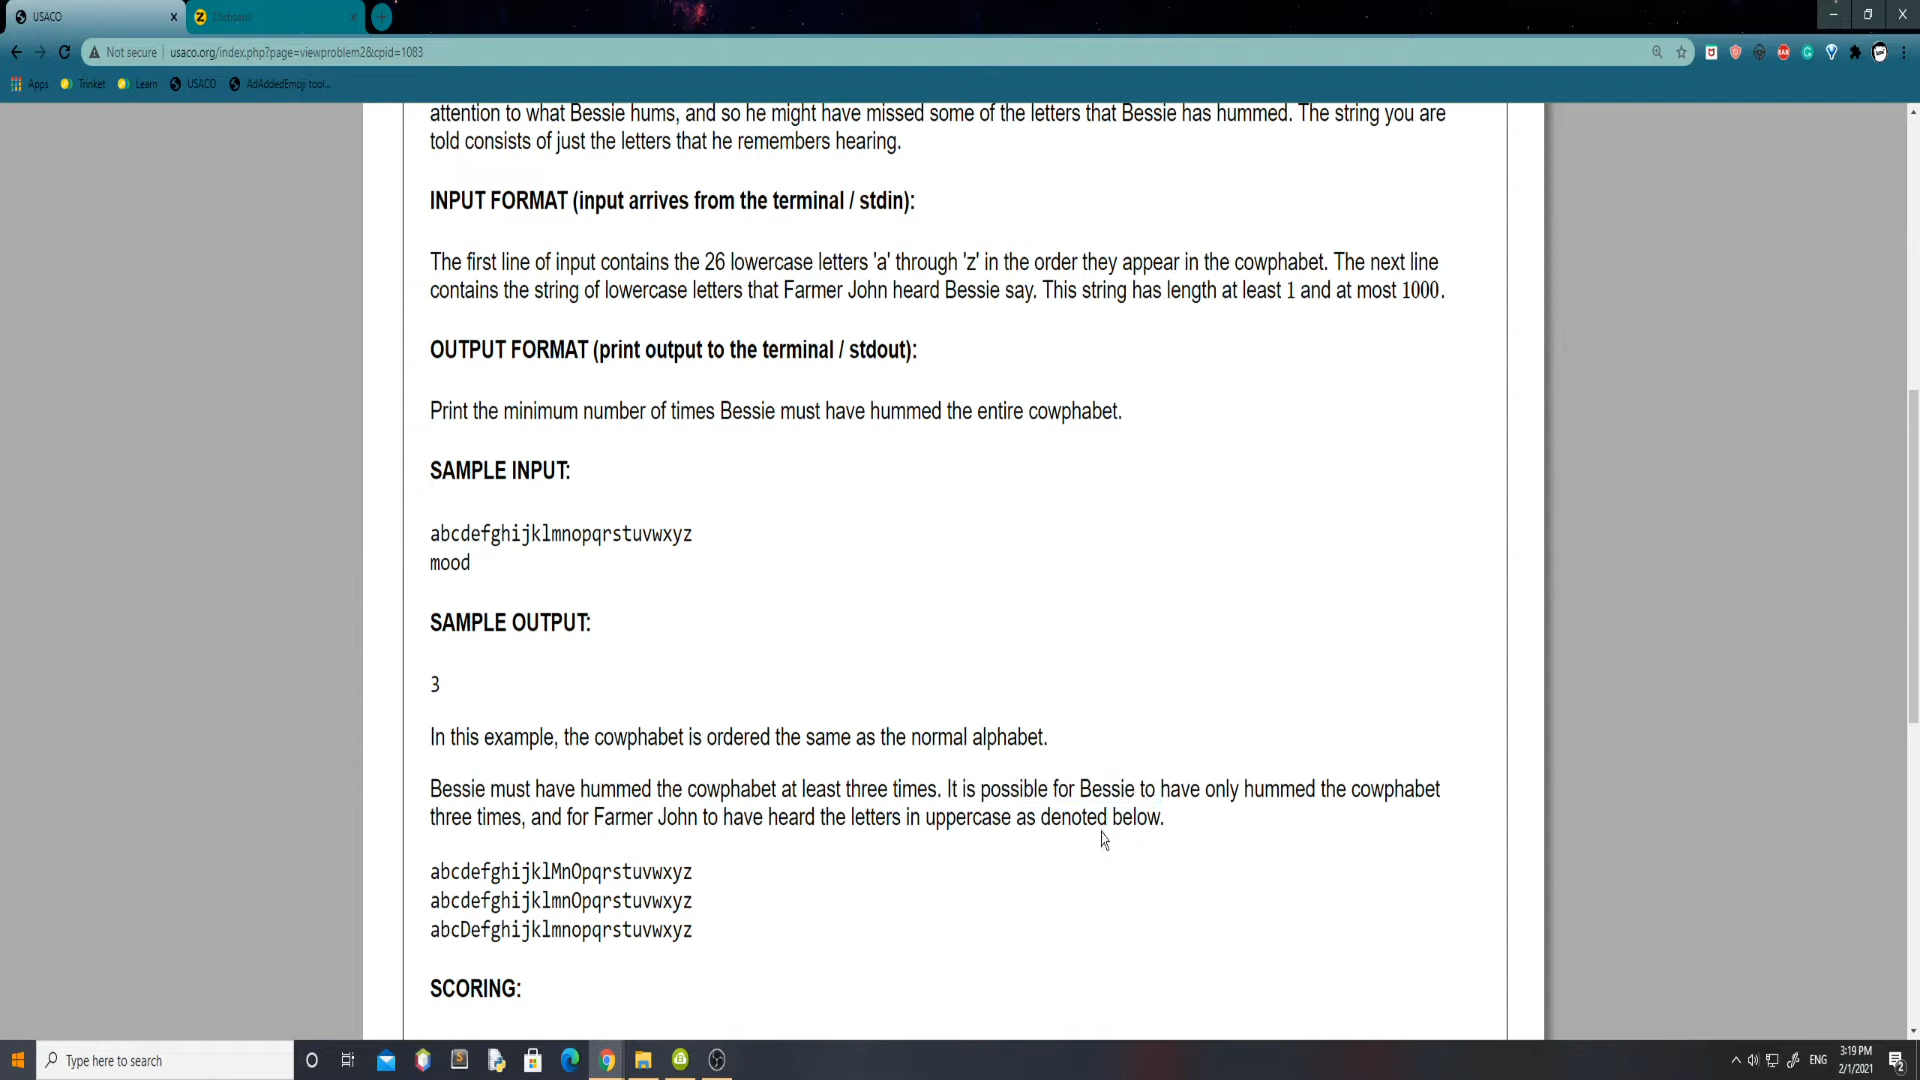 USACO
Ziteboard
Not secure
usaco.org/index.php?page=viewproblem2&cpid=1083
Apps
Trinket
Learn
USACO
AdAddedEmoji tool...
attention to what Bessie hums, and so he might have missed some of the letters that Bessie has hummed. The string you are
told consists of just the letters that he remembers hearing.
INPUT FORMAT (input arrives from the terminal / stdin):
The first line of input contains the 26 lowercase letters 'a' through 'z' in the order they appear in the cowphabet. The next line
contains the string of lowercase letters that Farmer John heard Bessie say. This string has length at least 1 and at most 1000.
OUTPUT FORMAT (print output to the terminal / stdout):
Print the minimum number of times Bessie must have hummed the entire cowphabet.
SAMPLE INPUT:
abcdefghijklmnopqrstuvwxyz
mood
SAMPLE OUTPUT:
3
In this example, the cowphabet is ordered the same as the normal alphabet.
Bessie must have hummed the cowphabet at least three times. It is possible for Bessie to have only hummed the cowphabet
three times, and for Farmer John to have heard the letters in uppercase as denoted below.
abcdefghijklMnOpqrstuvwxyz
abcdefghijklmnOpqrstuvwxyz
abcDefghijklmnopqrstuvwxyz
SCORING:
Type here to search
ENG
3:19 PM
2/1/2021